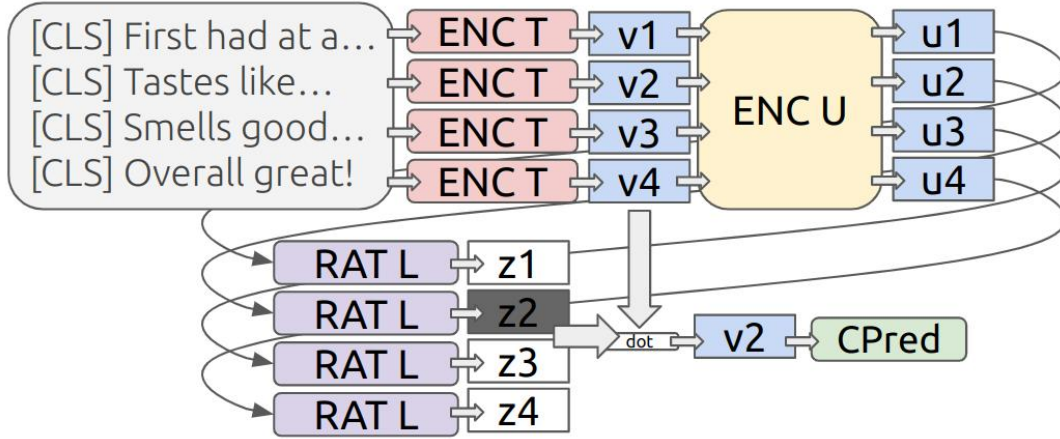 [CLS] First had at a… ENC T v1 u1
[CLS] Tastes like… ENC T v2 ENC U u2
[CLS] Smells good… ENC T v3 u3
[CLS] Overall great! ENC T v4 u4
RAT L z1
RAT L z2 dot v2 CPred
RAT L z3
RAT L z4